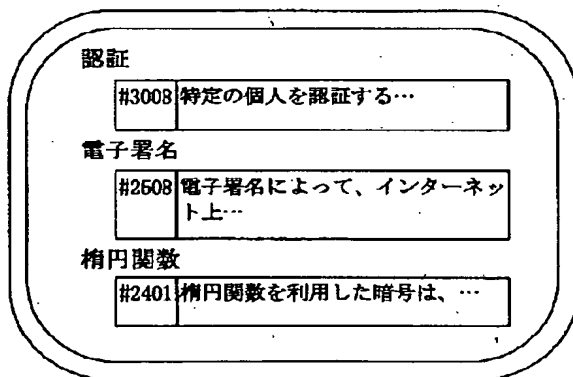 認証
#3008 特定の個人を認証する…
電子署名
#2508 電子署名によって、インターネッ
ト上…
楕円関数
#2401 楕円関数を利用した暗号は、…